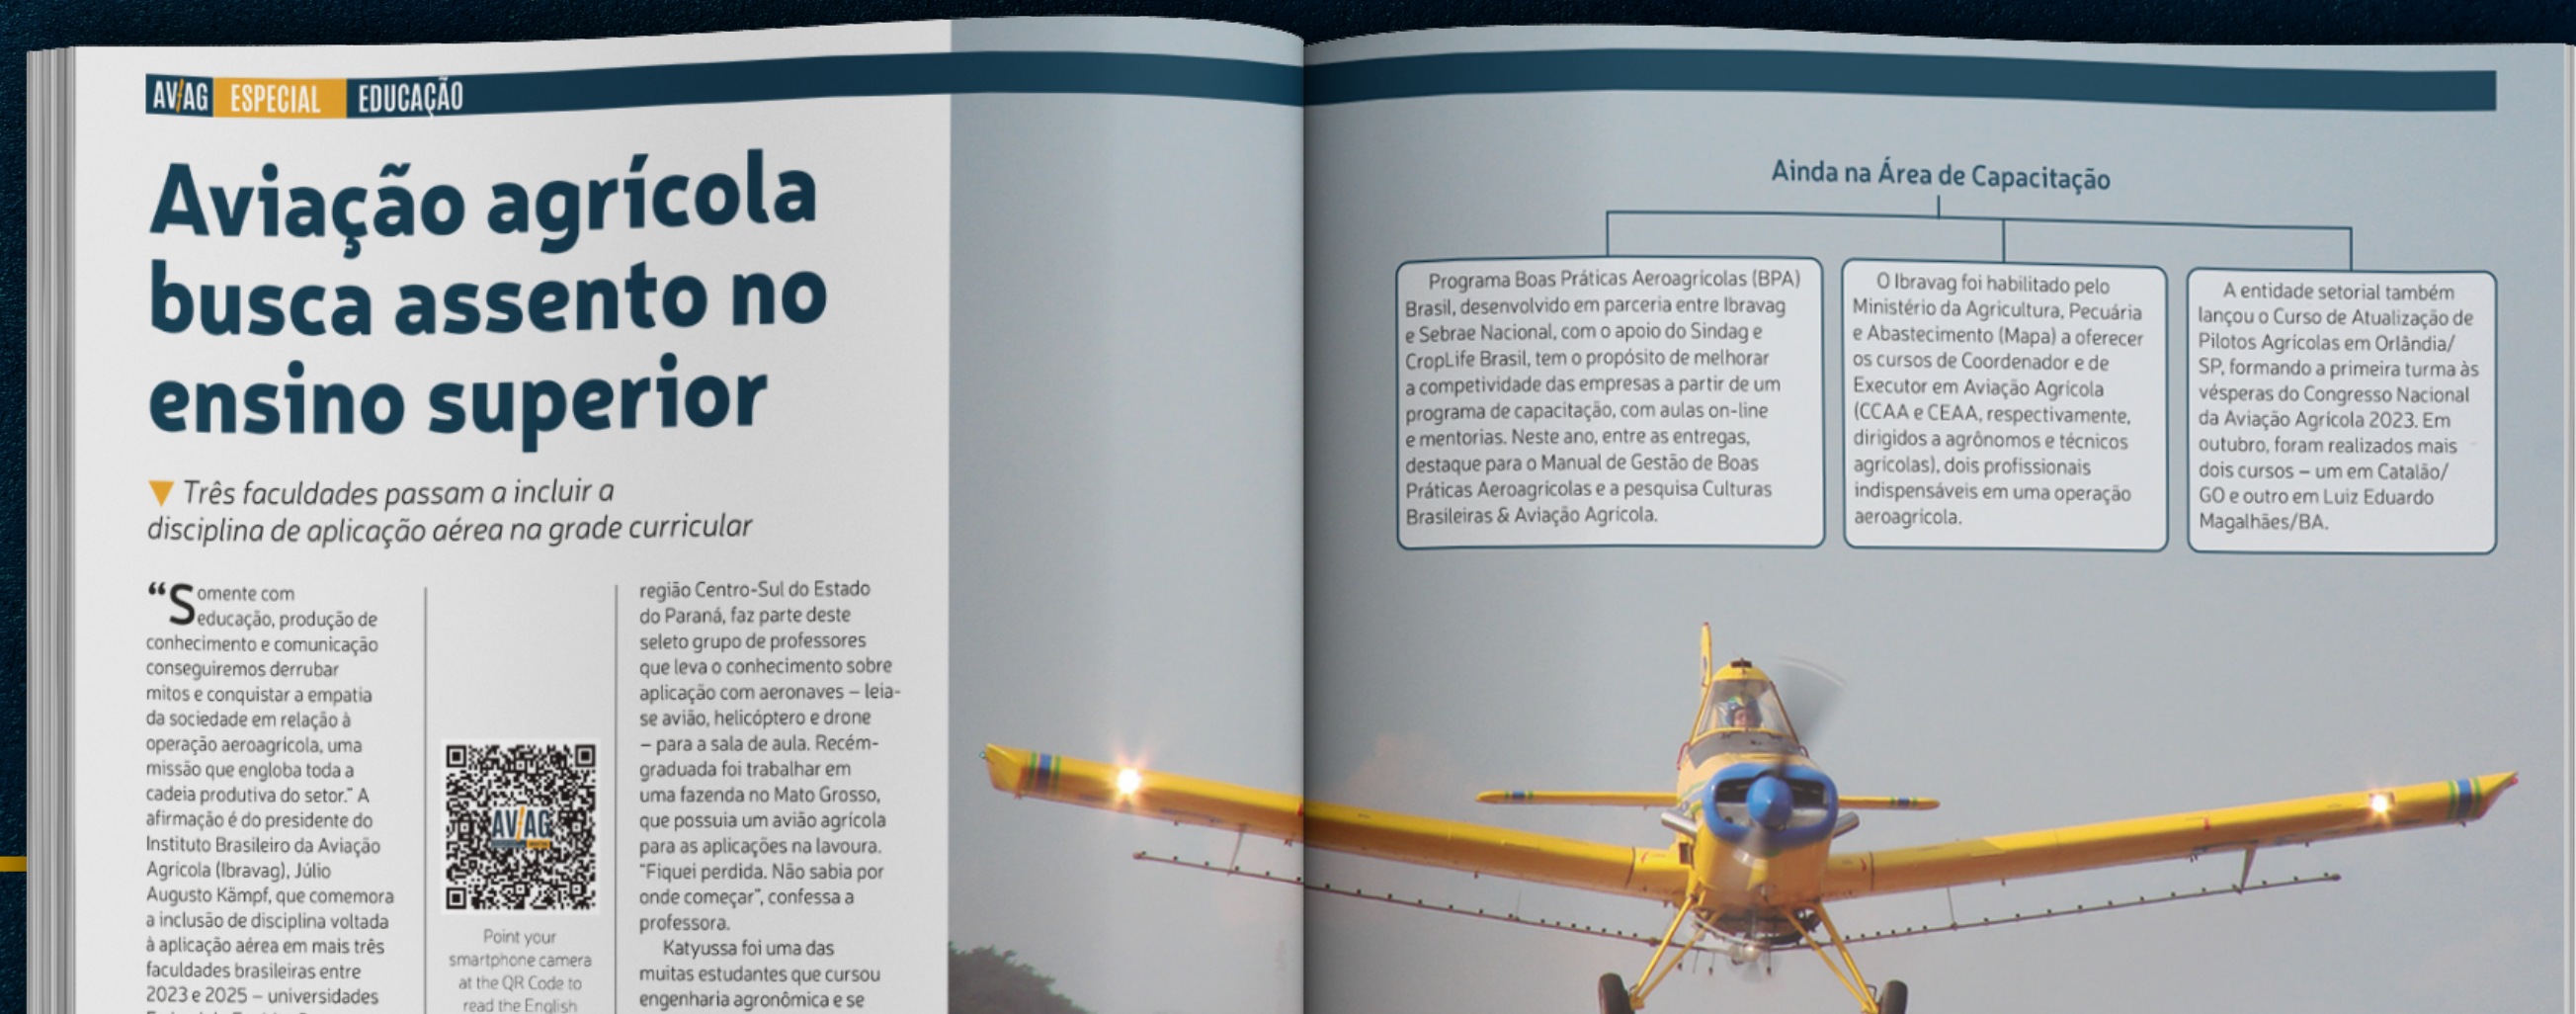 AV/AG ESPECIAL EDUCAÇÃO
Aviação agrícola
busca assento no
ensino superior
Três faculdades passam a incluir a
disciplina de aplicação aérea na grade curricular
“Somente com
educação, produção de
conhecimento e comunicação
conseguiremos derrubar
mitos e conquistar a empatia
da sociedade em relação à
operação aeroagrícola, uma
missão que engloba toda a
cadeia produtiva do setor.” A
afirmação é do presidente do
Instituto Brasileiro da Aviação
Agrícola (Ibravag), Júlio
Augusto Kämpf, que comemora
a inclusão de disciplina voltada
à aplicação aérea em mais três
faculdades brasileiras entre
2023 e 2025 – universidades
AV/AG
Point your
smartphone camera
at the QR Code to
read the English
região Centro-Sul do Estado
do Paraná, faz parte deste
seleto grupo de professores
que leva o conhecimento sobre
aplicação com aeronaves – leia-
se avião, helicóptero e drone
– para a sala de aula. Recém-
graduada foi trabalhar em
uma fazenda no Mato Grosso,
que possuia um avião agrícola
para as aplicações na lavoura.
“Fiquei perdida. Não sabia por
onde começar”, confessa a
professora.
Katyussa foi uma das
muitas estudantes que cursou
engenharia agronômica e se
Ainda na Área de Capacitação
Programa Boas Práticas Aeroagrícolas (BPA)
Brasil, desenvolvido em parceria entre Ibravag
e Sebrae Nacional, com o apoio do Sindag e
CropLife Brasil, tem o propósito de melhorar
a competividade das empresas a partir de um
programa de capacitação, com aulas on-line
e mentorias. Neste ano, entre as entregas,
destaque para o Manual de Gestão de Boas
Práticas Aeroagrícolas e a pesquisa Culturas
Brasileiras & Aviação Agrícola.
O Ibravag foi habilitado pelo
Ministério da Agricultura, Pecuária
e Abastecimento (Mapa) a oferecer
os cursos de Coordenador e de
Executor em Aviação Agrícola
(CCAA e CEAA, respectivamente,
dirigidos a agrônomos e técnicos
agrícolas), dois profissionais
indispensáveis em uma operação
aeroagrícola.
A entidade setorial também
lançou o Curso de Atualização de
Pilotos Agrícolas em Orlândia/
SP, formando a primeira turma às
vésperas do Congresso Nacional
da Aviação Agrícola 2023. Em
outubro, foram realizados mais
dois cursos – um em Catalão/
GO e outro em Luiz Eduardo
Magalhães/BA.